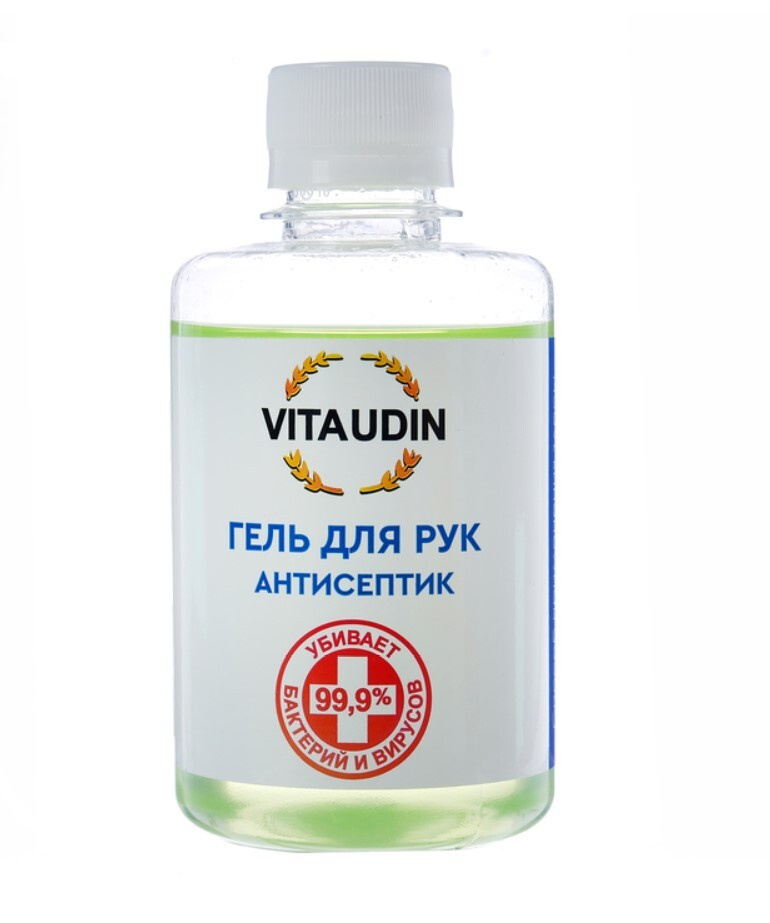 VITAUDIN
ГЕЛЬ ДЛЯ РУК
АНТИСЕПТИК
УБИВАЕТ
99,9%
БАКТЕРИЙ И ВИРУСОВ